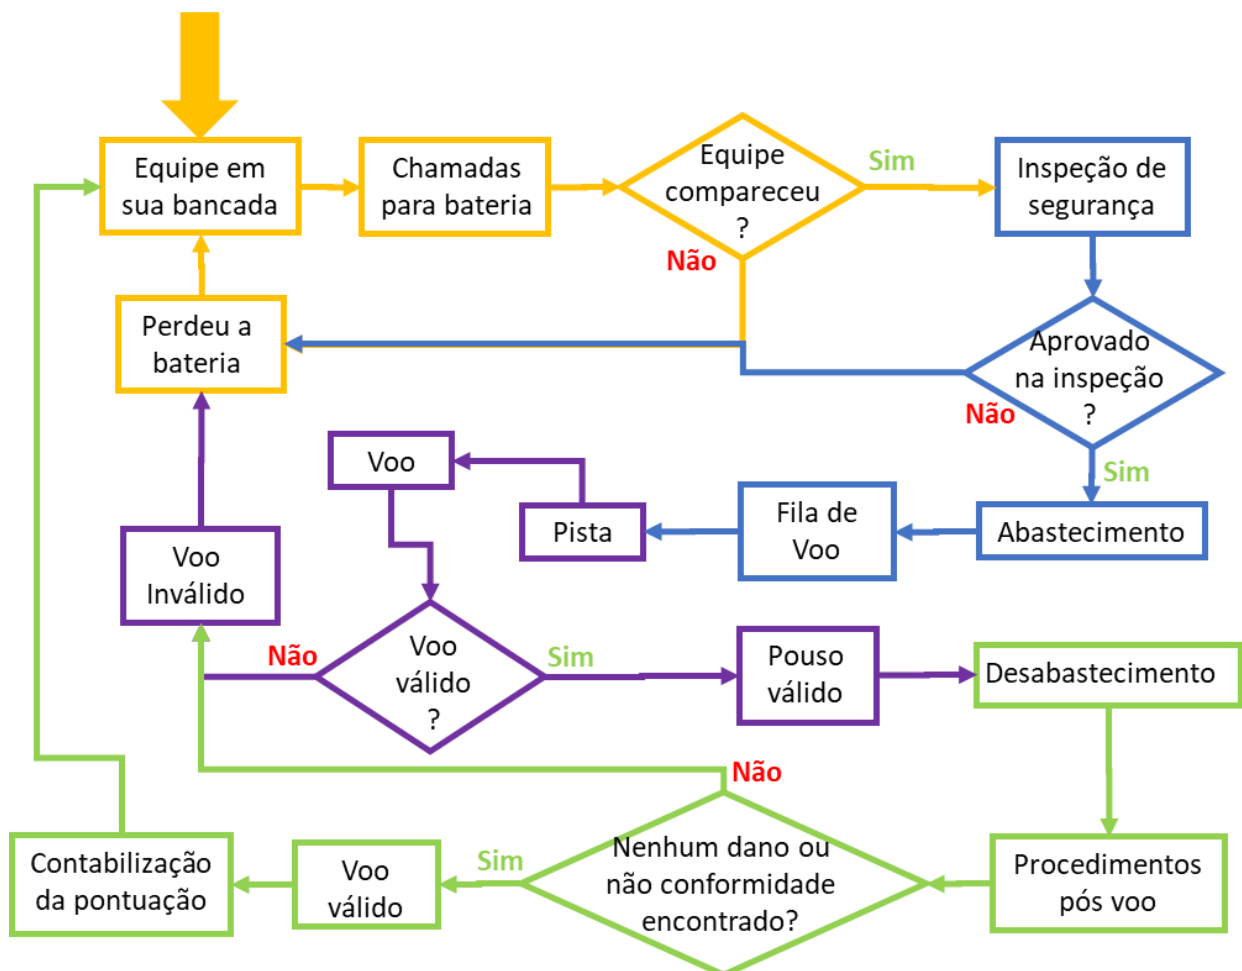 Equipe em
sua bancada
Chamadas
para bateria
Equipe
compareceu
?
Sim
Não
Inspeção de
segurança
Perdeu a
bateria
Aprovado
na inspeção
?
Não
Sim
Abastecimento
Fila de
Voo
Pista
Voo
Voo
Inválido
Voo
válido
?
Não
Sim
Pouso
válido
Desabastecimento
Procedimentos
pós voo
Nenhum dano ou
não conformidade
encontrado?
Não
Sim
Voo
válido
Contabilização
da pontuação